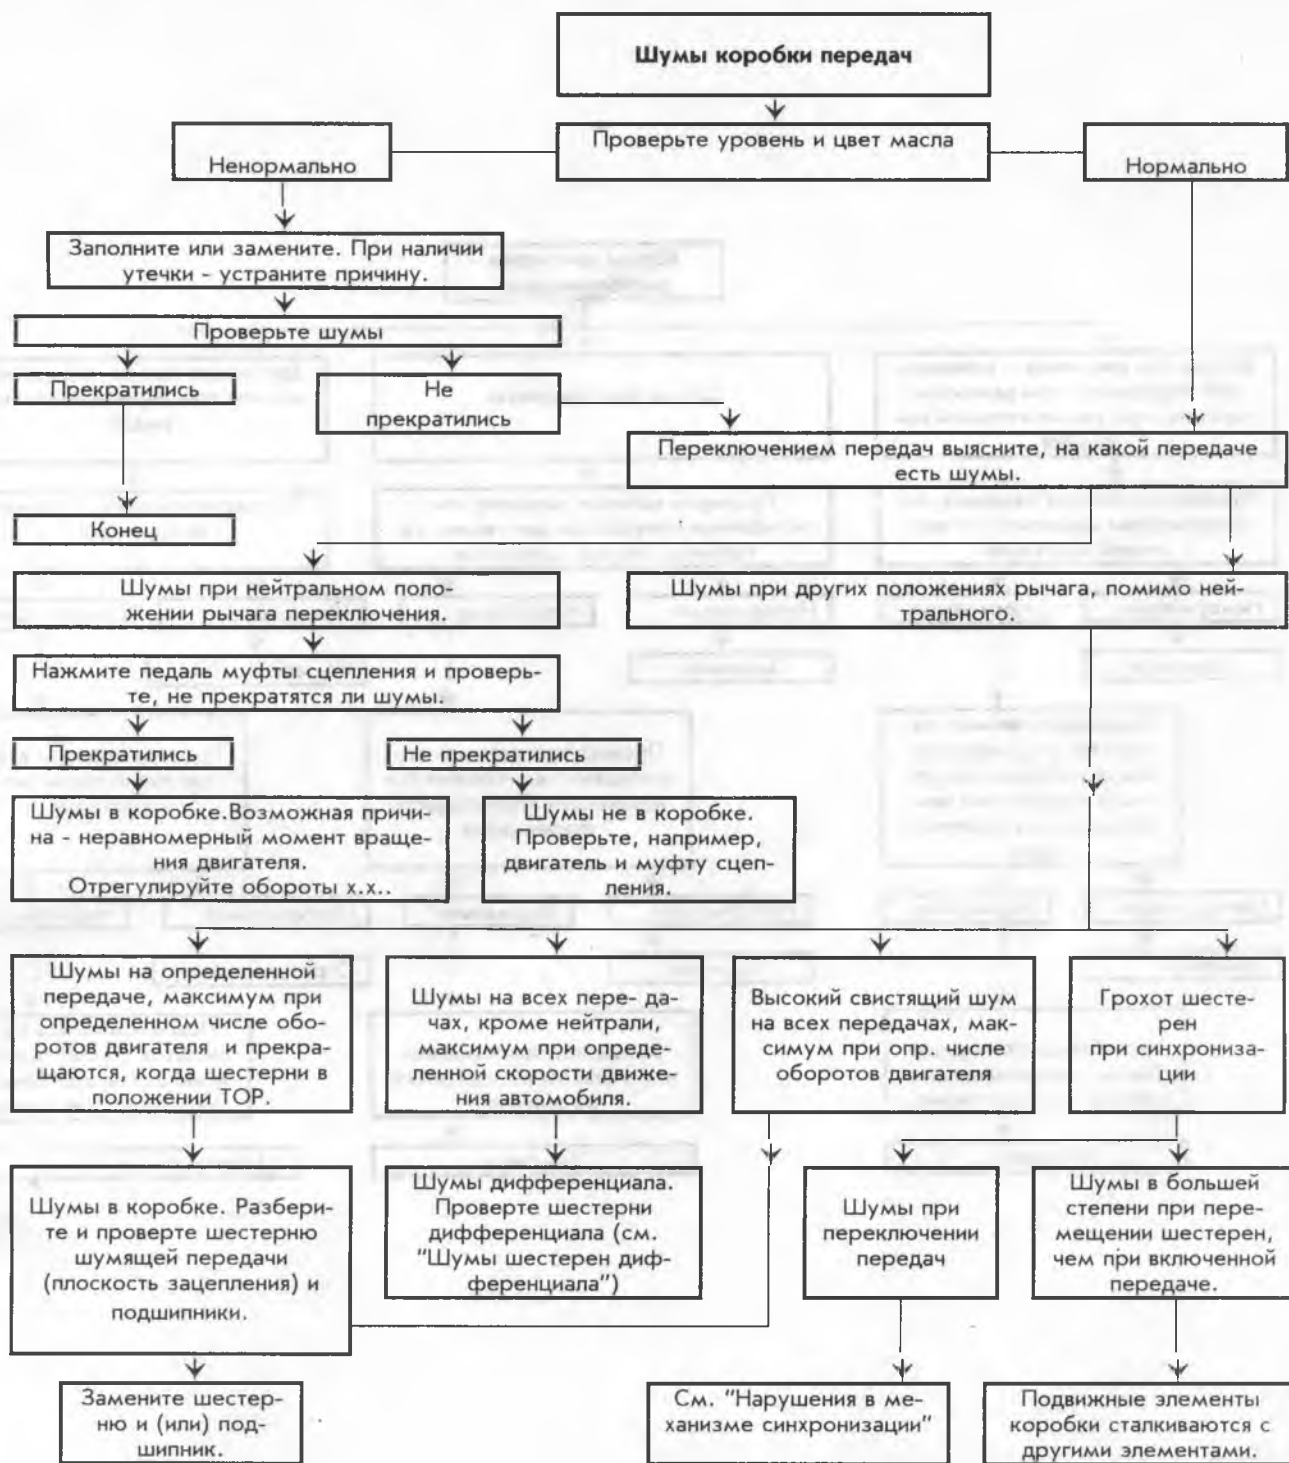 Шумы коробки передач
Проверьте уровень и цвет масла
Ненормально
Нормально
Заполните или замените. При наличии
утечки - устраните причину.
Проверьте шумы
Прекратились
Не
прекратились
Переключением передач выясните, на какой передаче
есть шумы.
Конец
Шумы при нейтральном поло-
жении рычага переключения.
Шумы при других положениях рычага, помимо ней-
трального.
Нажмите педаль муфты сцепления и проверь-
те, не прекратятся ли шумы.
Прекратились
Не прекратились
Шумы в коробке.Возможная причи-
на - неравномерный момент враще-
ния двигателя.
Отрегулируйте обороты х.х..
Шумы не в коробке.
Проверьте, например,
двигатель и муфту сцеп-
ления.
Шумы на определенной
передаче, максимум при
определенном числе обо-
ротов двигателя и прекра-
щаются, когда шестерни в
положении ТОР.
Шумы на всех пере- да-
чах, кроме нейтрали,
максимум при опреде-
ленной скорости движе-
ния автомобиля.
Высокий свистящий шум
на всех передачах, мак-
симум при опр. числе
оборотов двигателя
Грохот шесте-
рен
при синхрониза-
ции
Шумы в коробке. Разбери-
те и проверте шестерню
шумящей передачи
(плоскость зацепления) и
подшипники.
Шумы дифференциала.
Проверте шестерни
дифференциала (см.
"Шумы шестерен диф-
ференциала")
Шумы при
переключении
передач
Шумы в большей
степени при пере-
мещении шестерен,
чем при включенной
передаче.
Замените шестер-
ню и (или) под-
шипник.
См. "Нарушения в ме-
ханизме синхронизации"
Подвижные элементы
коробки сталкиваются с
другими элементами.